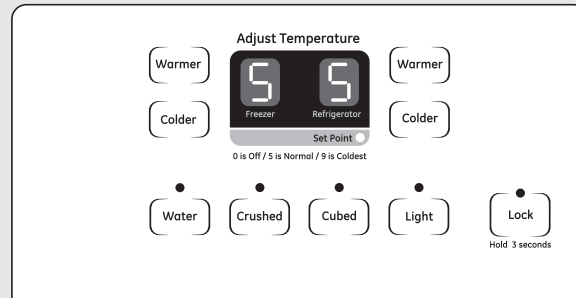 Adjust Temperature
Warmer
Warmer
5 5
Freezer Refrigerator
Colder
Colder
Set Point
0 is Off / 5 is Normal / 9 is Coldest
Water Crushed Cubed Light Lock
Hold 3 seconds